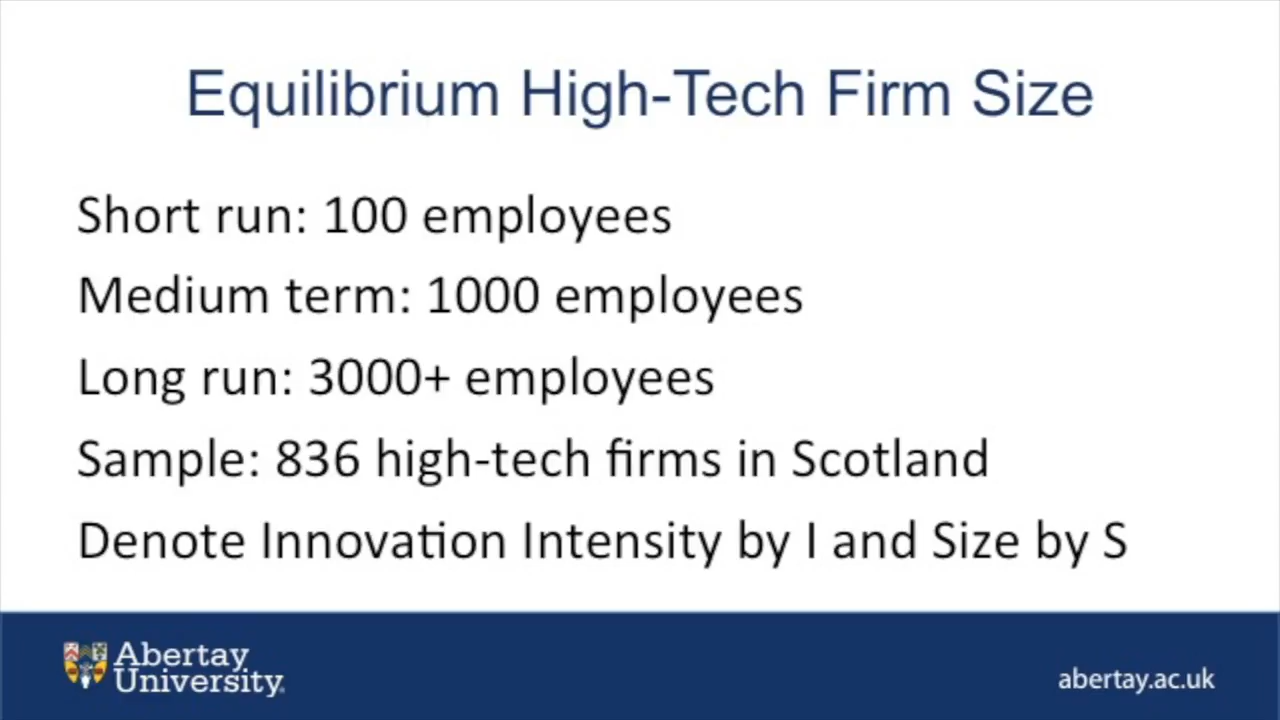 Equilibrium High-Tech Firm Size
Short run: 100 employees
Medium term: 1000 employees
Long run: 3000+ employees
Sample: 836 high-tech firms in Scotland
Denote Innovation Intensity by I and Size by S
Abertay
University.
abertay.ac.uk